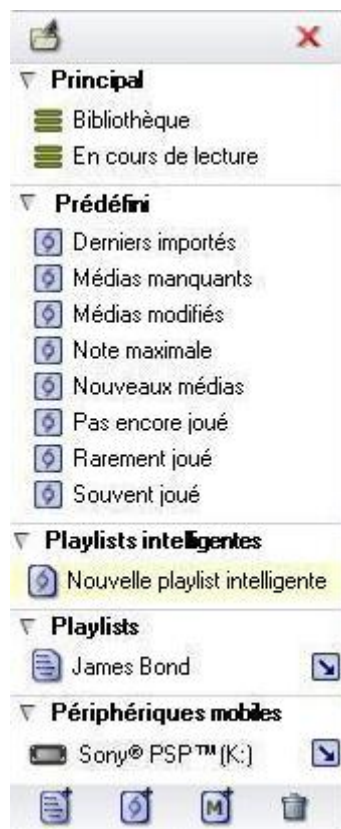 Principal
Bibliothèque
En cours de lecture
Prédéfini
Derniers importés
Médias manquants
Médias modifiés
Note maximale
Nouveaux médias
Pas encore joué
Rarement joué
Souvent joué
Playlists intelligentes
Nouvelle playlist intelligente
Playlists
James Bond
Périphériques mobiles
Sony® PSP™ (K:)
M